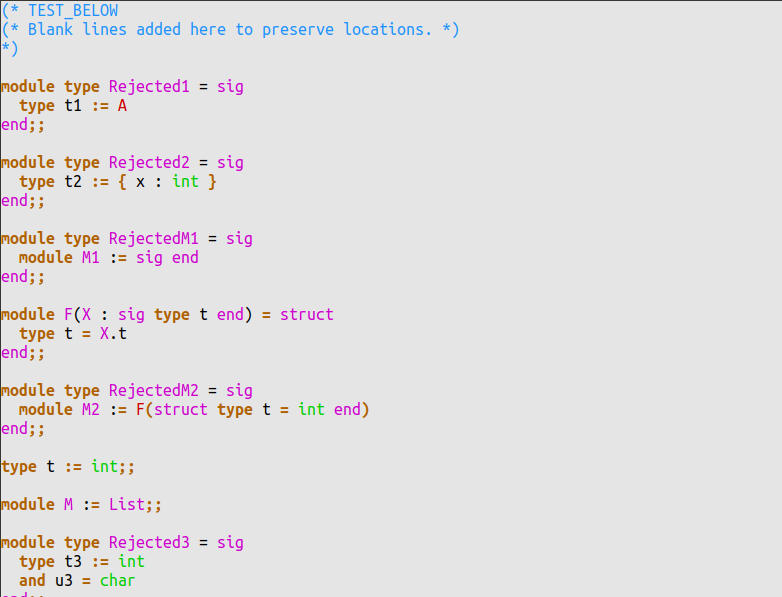 (* TEST_BELOW
(* Blank lines added here to preserve locations. *)
*)

module type Rejected1 = sig
  type t1 := A
end;;

module type Rejected2 = sig
  type t2 := { x : int }
end;;

module type RejectedM1 = sig
  module M1 := sig end
end;;

module F(X : sig type t end) = struct
  type t = X.t
end;;

module type RejectedM2 = sig
  module M2 := F(struct type t = int end)
end;;

type t := int;;

module M := List;;

module type Rejected3 = sig
  type t3 := int
  and u3 = char